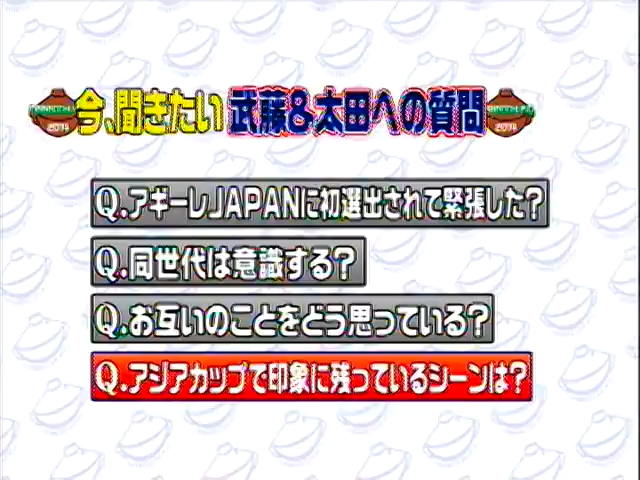 今、聞きたい 武藤&太田への質問
2014
2014
Q.アギーレJAPANに初選出されて緊張した?
Q.同世代は意識する?
Q.お互いのことをどう思っている?
Q.アジアカップで印象に残っているシーンは?